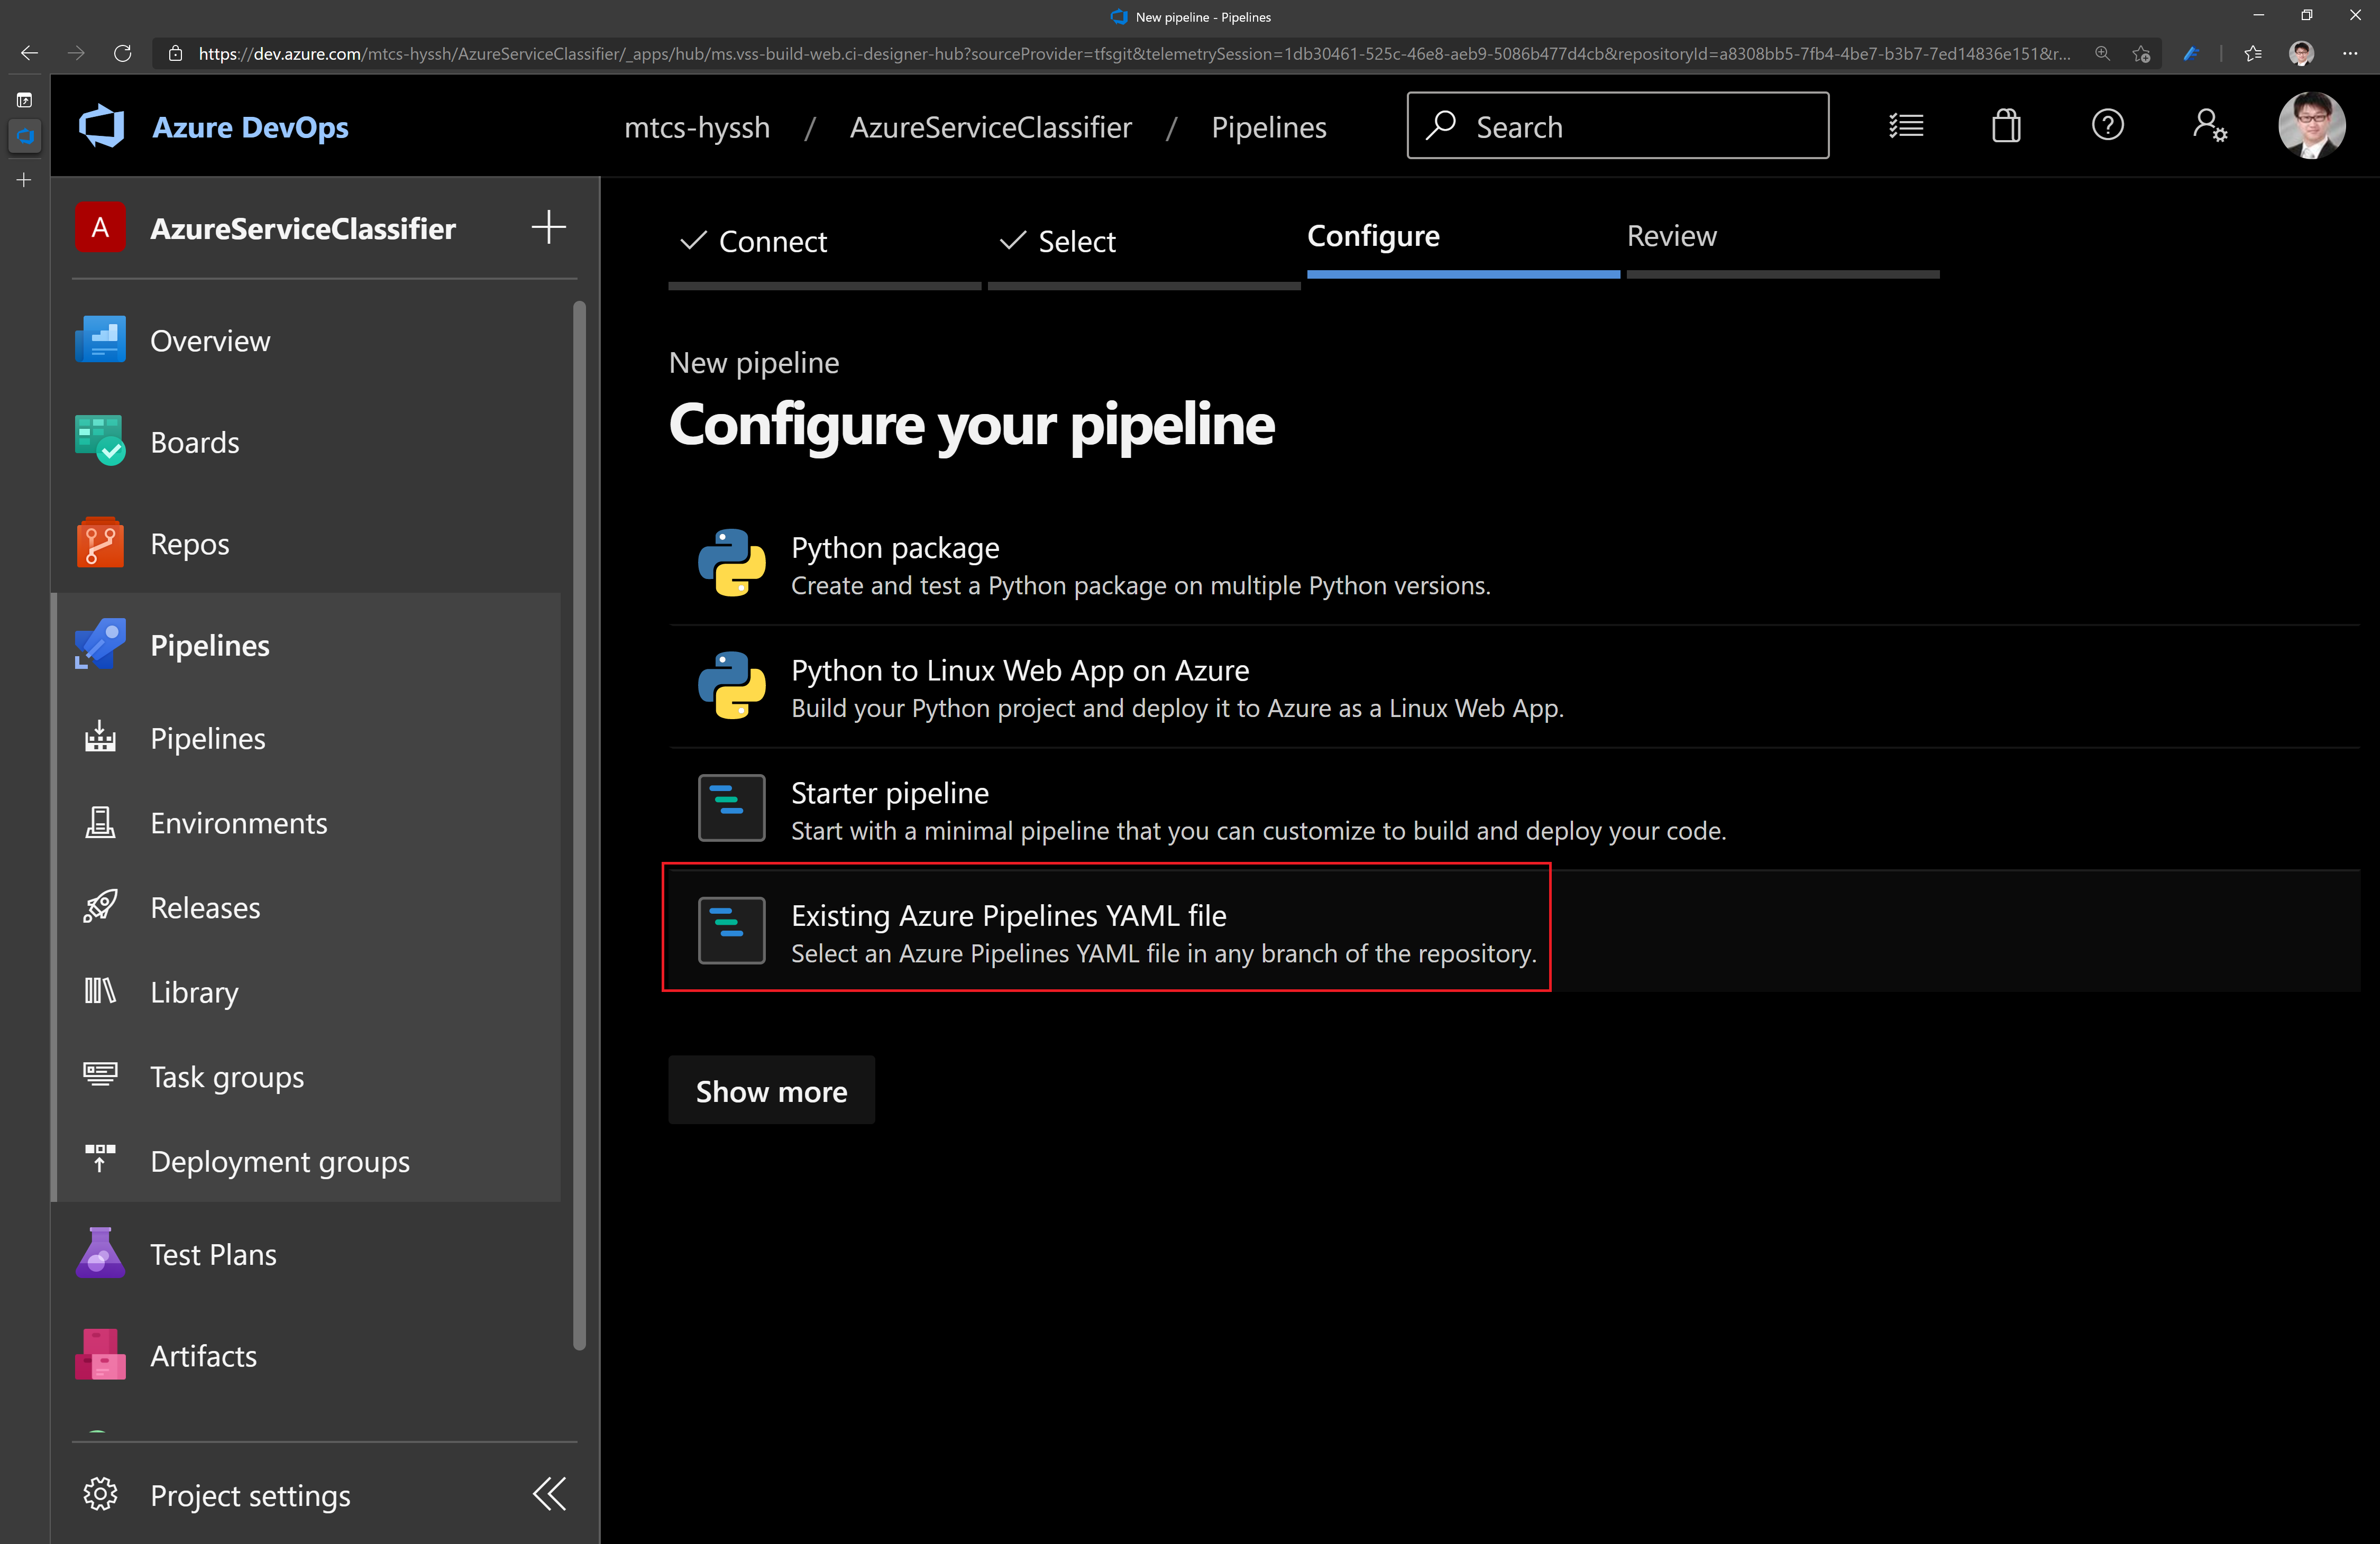 New pipeline - Pipelines
https://dev.azure.com/mtcs-hyssh/AzureServiceClassifier/_apps/hub/ms.vss-build-web.ci-designer-hub?sourceProvider=tfsgit&telemetrySession=1db30461-525c-46e8-aeb9-5086b477d4cb&repositoryId=a8308bb5-7fb4-4be7-b3b7-7ed14836e151&r...
Azure DevOps
mtcs-hyssh / AzureServiceClassifier / Pipelines
Search
A
AzureServiceClassifier
Overview
Boards
Repos
Pipelines
Pipelines
Environments
Releases
Library
Task groups
Deployment groups
Test Plans
Artifacts
Project settings
Connect
Select
Configure
Review
New pipeline
Configure your pipeline
Python package
Create and test a Python package on multiple Python versions.
Python to Linux Web App on Azure
Build your Python project and deploy it to Azure as a Linux Web App.
Starter pipeline
Start with a minimal pipeline that you can customize to build and deploy your code.
Existing Azure Pipelines YAML file
Select an Azure Pipelines YAML file in any branch of the repository.
Show more